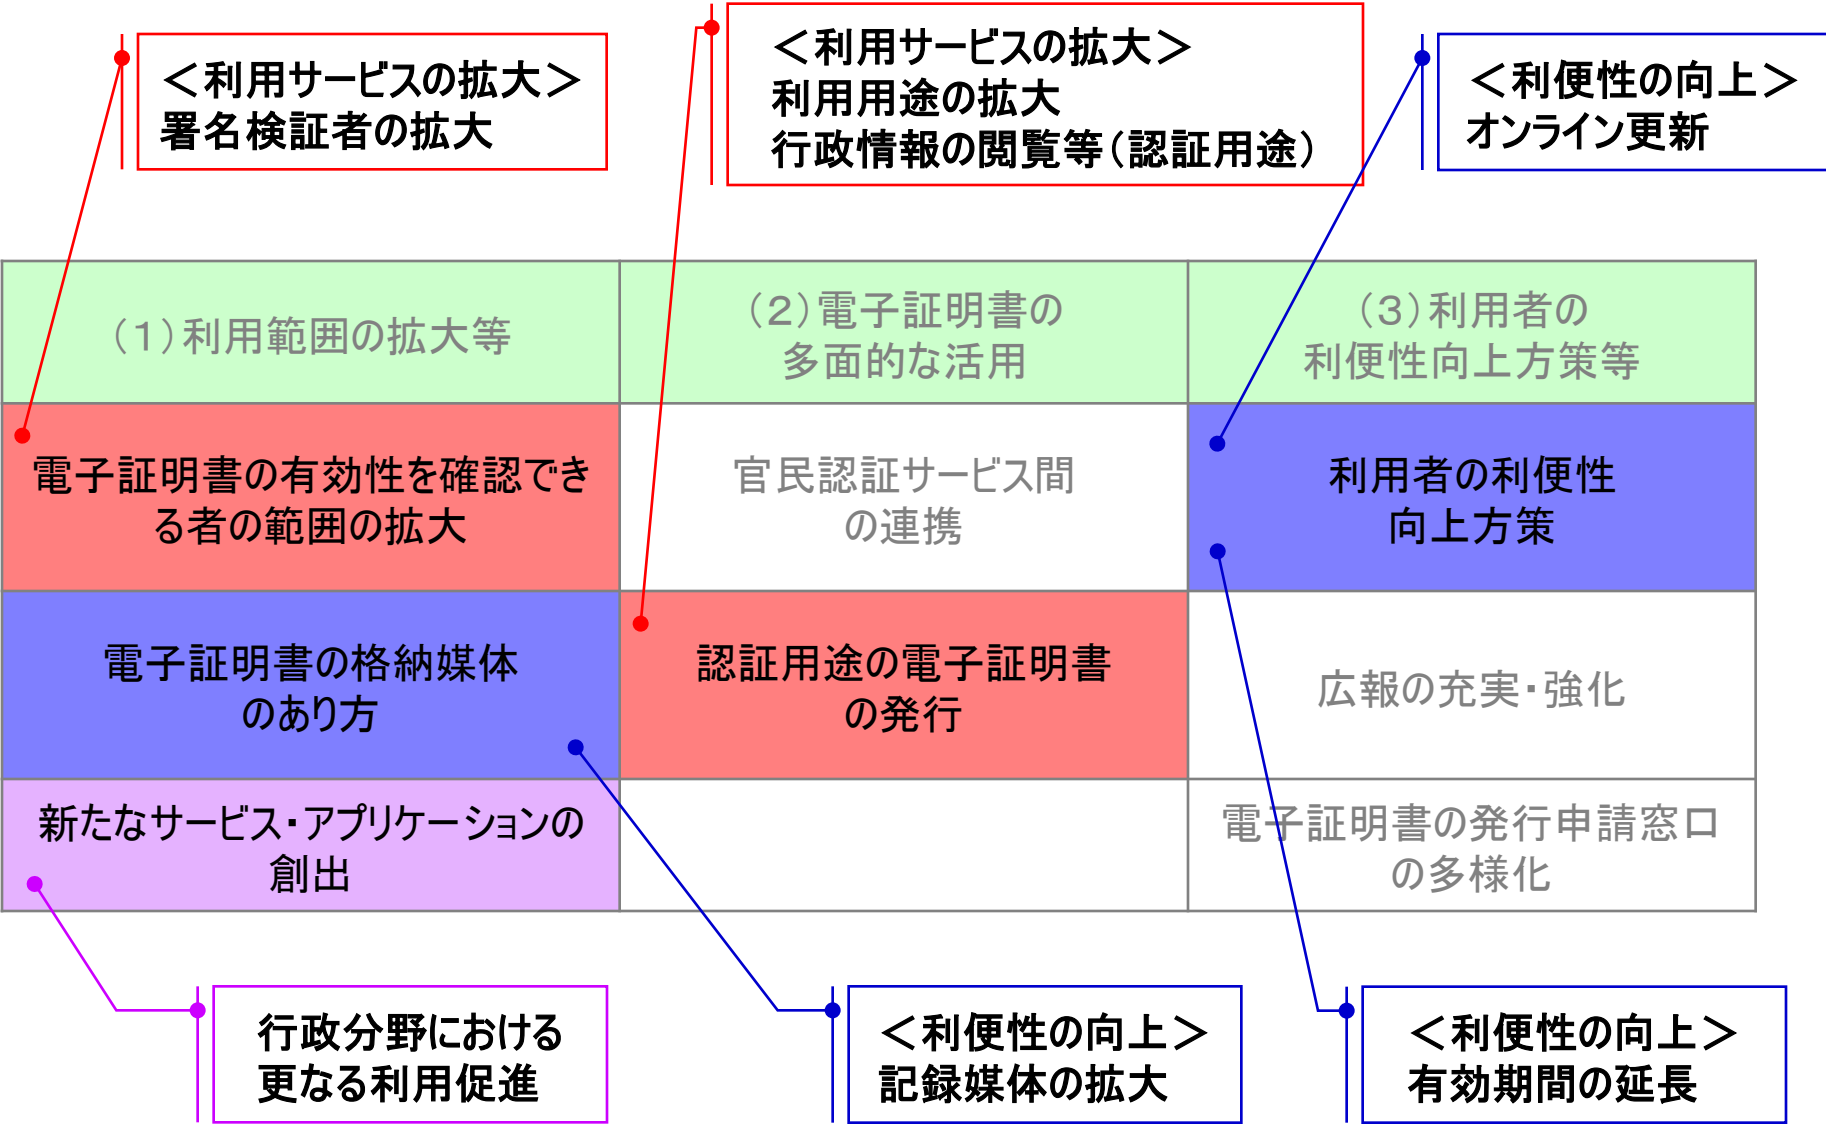 ＜利用サービスの拡大＞
署名検証者の拡大
＜利用サービスの拡大＞
利用用途の拡大
行政情報の閲覧等（認証用途）
＜利便性の向上＞
オンライン更新
（１）利用範囲の拡大等
（２）電子証明書の
多面的な活用
（３）利用者の
利便性向上方策等
電子証明書の有効性を確認でき
る者の範囲の拡大
官民認証サービス間
の連携
利用者の利便性
向上方策
電子証明書の格納媒体
のあり方
認証用途の電子証明書
の発行
広報の充実・強化
新たなサービス・アプリケーションの
創出
電子証明書の発行申請窓口
の多様化
行政分野における
更なる利用促進
＜利便性の向上＞
記録媒体の拡大
＜利便性の向上＞
有効期間の延長